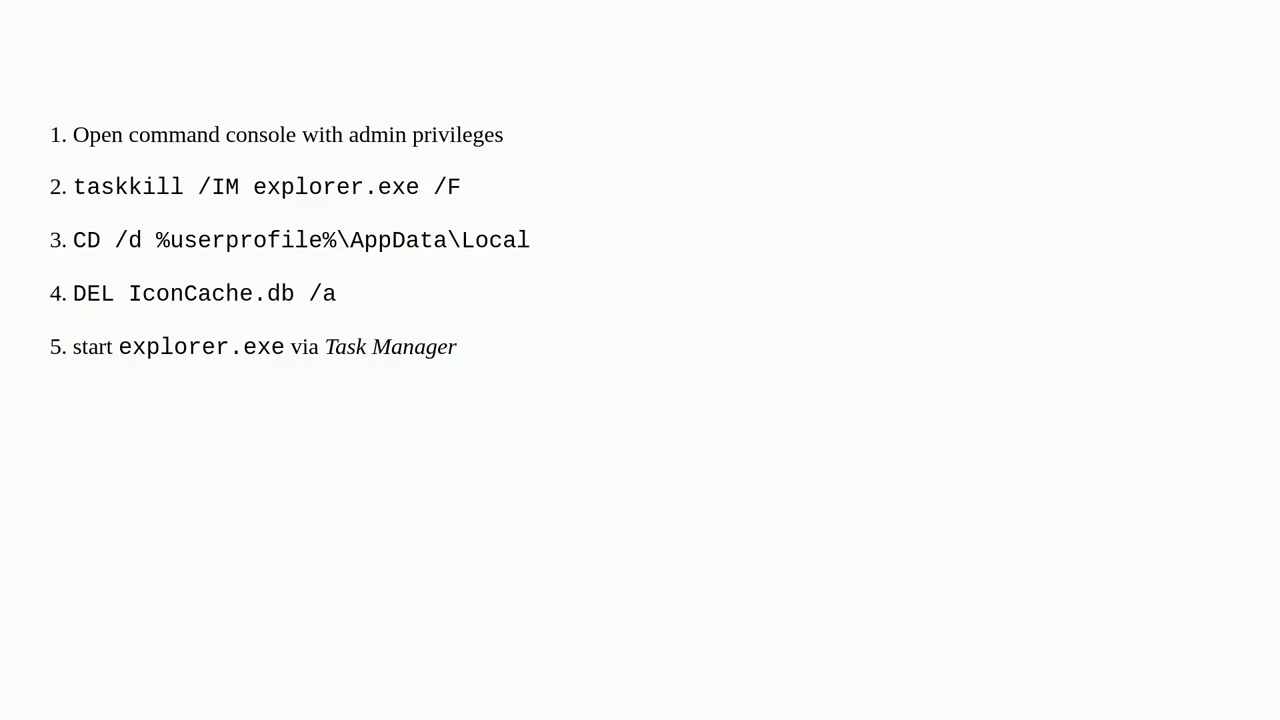 1. Open command console with admin privileges
2. taskkill /IM explorer.exe /F
3. CD /d %userprofile%\AppData\Local
4. DEL IconCache.db /a
5. start explorer.exe via Task Manager